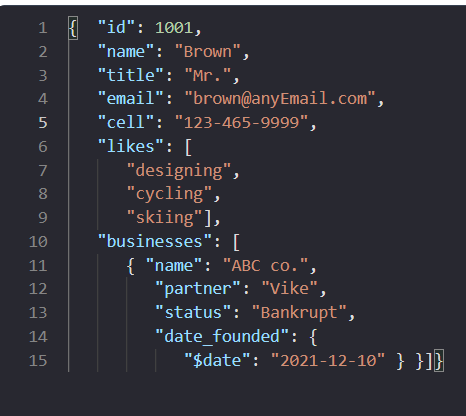 1 { "id": 1001,
2 "name": "Brown",
3 "title": "Mr.",
4 "email": "brown@anyEmail.com",
5 "cell": "123-465-9999",
6 "likes": [
7 "designing",
8 "cycling",
9 "skiing"],
10 "businesses": [
11 { "name": "ABC co.",
12 "partner": "Vike",
13 "status": "Bankrupt",
14 "date_founded": {
15 "$date": "2021-12-10" } }]}